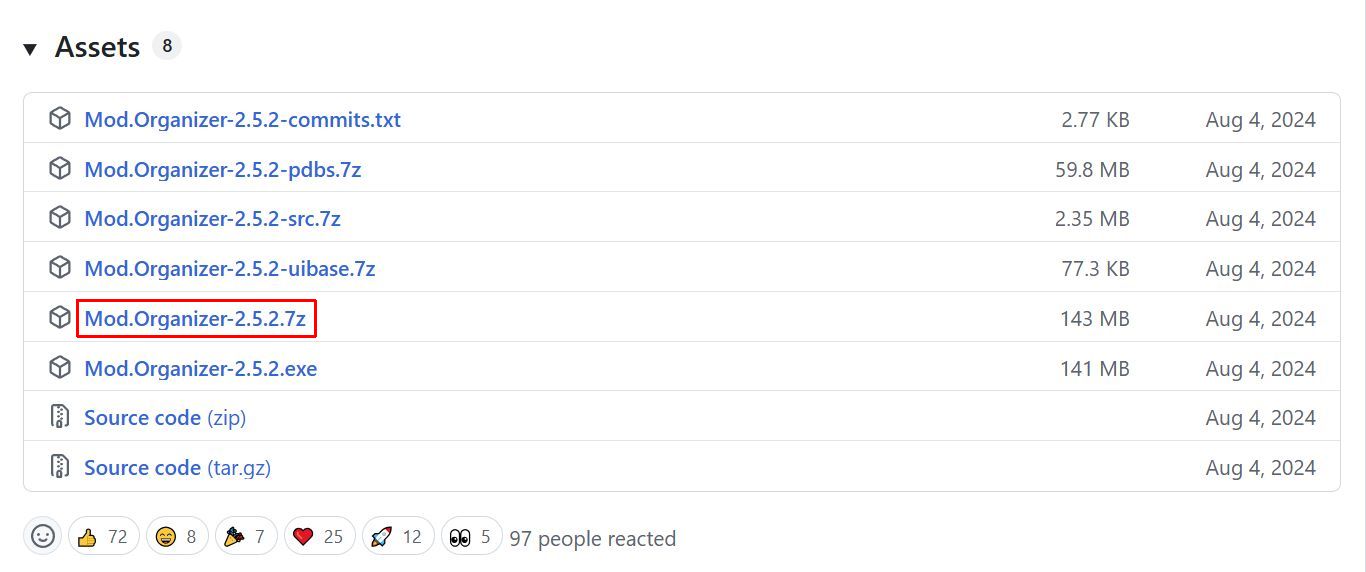 Assets 8
Mod.Organizer-2.5.2-commits.txt 2.77 KB Aug 4, 2024
Mod.Organizer-2.5.2-pdbs.7z 59.8 MB Aug 4, 2024
Mod.Organizer-2.5.2-src.7z 2.35 MB Aug 4, 2024
Mod.Organizer-2.5.2-uibase.7z 77.3 KB Aug 4, 2024
Mod.Organizer-2.5.2.7z 143 MB Aug 4, 2024
Mod.Organizer-2.5.2.exe 141 MB Aug 4, 2024
Source code (zip) Aug 4, 2024
Source code (tar.gz) Aug 4, 2024
72 8 7 25 12 5 97 people reacted